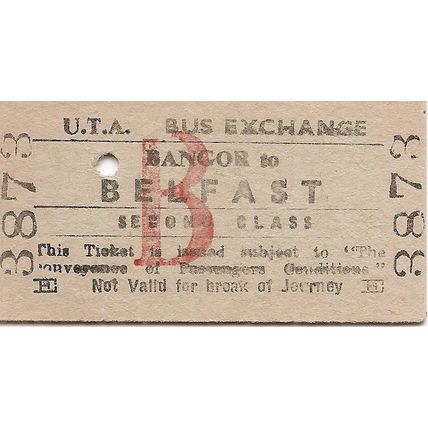 U.T.A. BUS EXCHANGE
BANGOR to
BELFAST
SECOND CLASS
B
This Ticket is issued subject to "The
Conveyance of Passengers Conditions"
H Not Valid for break of Journey H
3873
3873